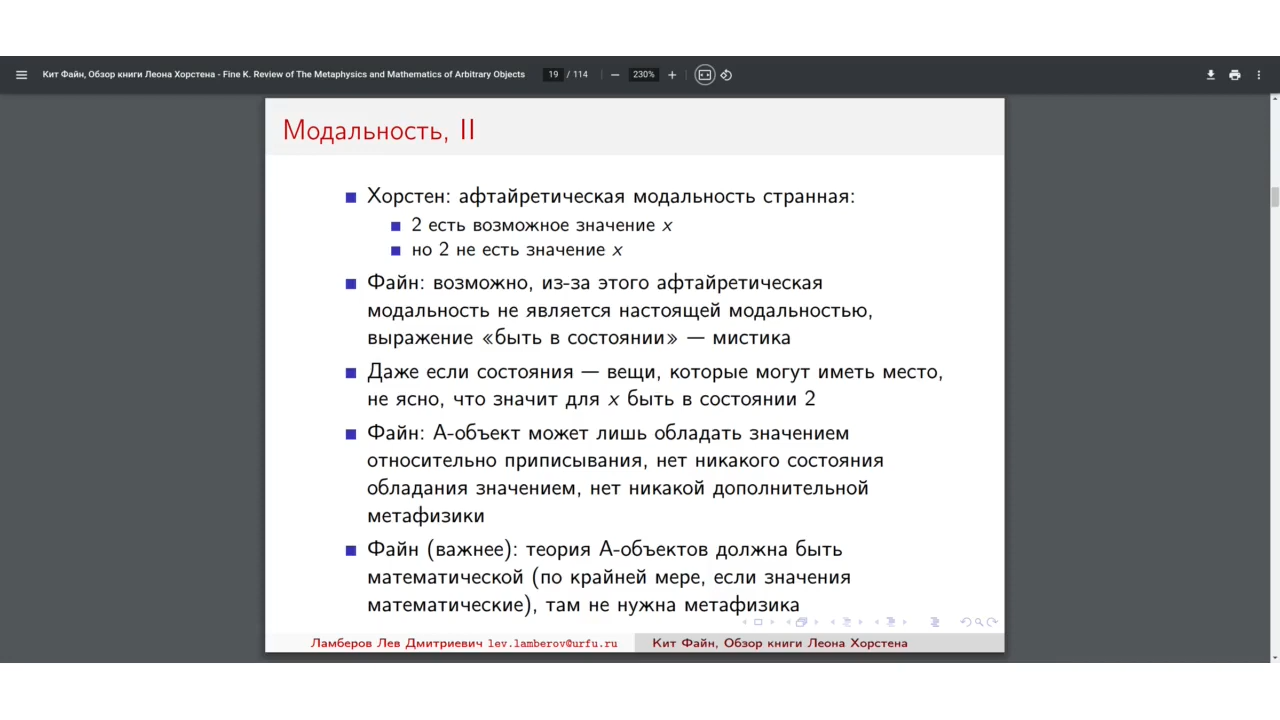 Кит Файн, Обзор книги Леона Хорстена - Fine K. Review of The Metaphysics and Mathematics of Arbitrary Objects 19 / 114 230%
Модальность, II
Хорстен: афтайретическая модальность странная:
2 есть возможное значение x
но 2 не есть значение x
Файн: возможно, из-за этого афтайретическая
модальность не является настоящей модальностью,
выражение «быть в состоянии» — мистика
Даже если состояния — вещи, которые могут иметь место,
не ясно, что значит для x быть в состоянии 2
Файн: А-объект может лишь обладать значением
относительно приписывания, нет никакого состояния
обладания значением, нет никакой дополнительной
метафизики
Файн (важнее): теория А-объектов должна быть
математической (по крайней мере, если значения
математические), там не нужна метафизика
Ламберов Лев Дмитриевич lev.lamberov@urfu.ru Кит Файн, Обзор книги Леона Хорстена